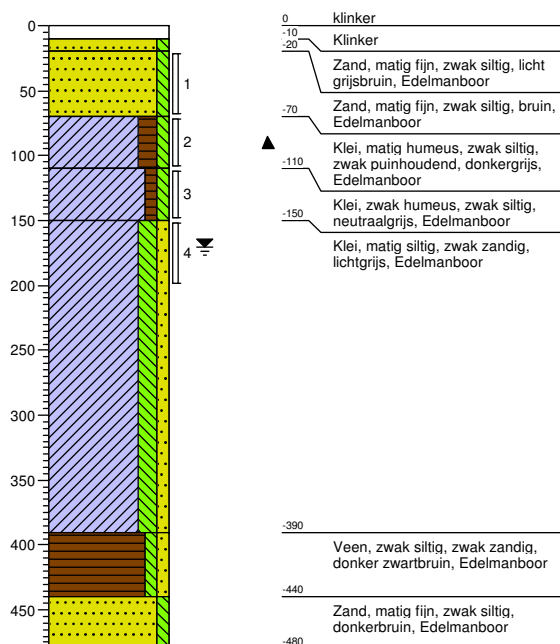 0
50
100
150
200
250
300
350
400
450
1
2
3
4
0 klinker
-10 Klinker
-20
Zand, matig fijn, zwak siltig, licht
grijsbruin, Edelmanboor
-70
Zand, matig fijn, zwak siltig, bruin,
Edelmanboor
Klei, matig humeus, zwak siltig,
zwak puinhoudend, donkergrijs,
Edelmanboor
-110
Klei, zwak humeus, zwak siltig,
neutraalgrijs, Edelmanboor
-150
Klei, matig siltig, zwak zandig,
lichtgrijs, Edelmanboor
-390
Veen, zwak siltig, zwak zandig,
donker zwartbruin, Edelmanboor
-440
Zand, matig fijn, zwak siltig,
donkerbruin, Edelmanboor
-480